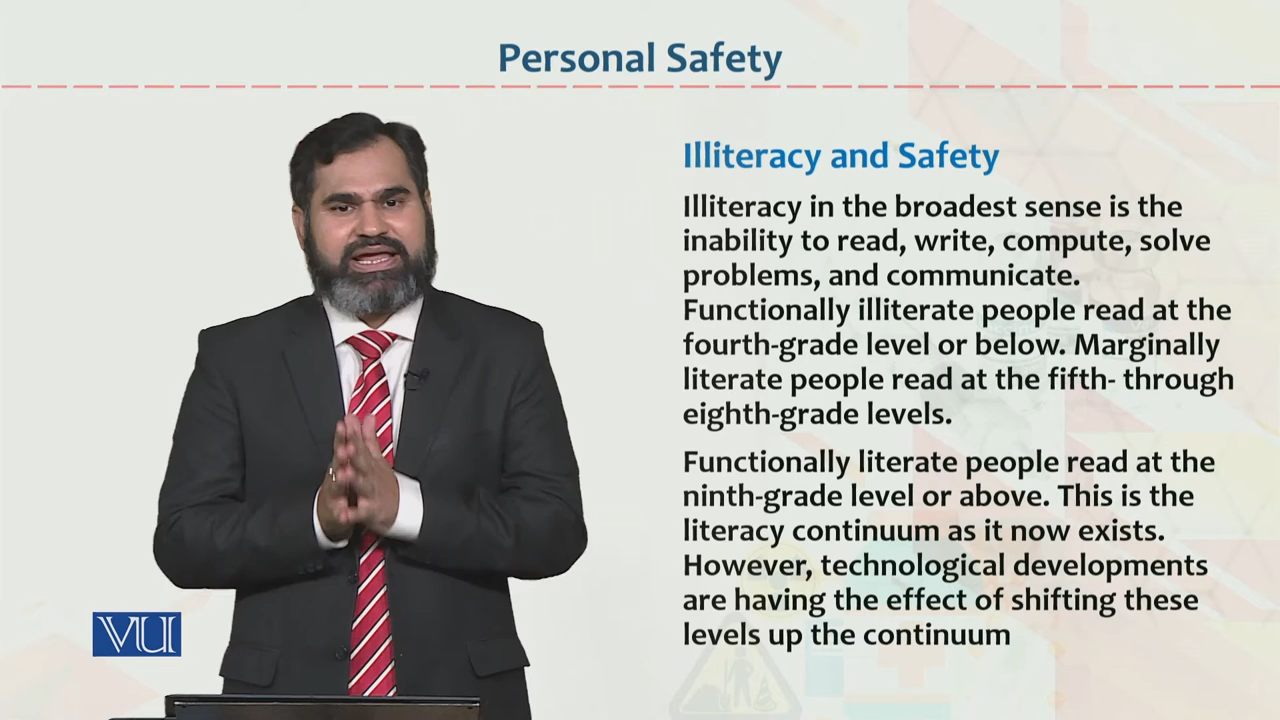 Personal Safety
Illiteracy and Safety
Illiteracy in the broadest sense is the
inability to read, write, compute, solve
problems, and communicate.
Functionally illiterate people read at the
fourth-grade level or below. Marginally
literate people read at the fifth- through
eighth-grade levels.
Functionally literate people read at the
ninth-grade level or above. This is the
literacy continuum as it now exists.
However, technological developments
are having the effect of shifting these
levels up the continuum
VU